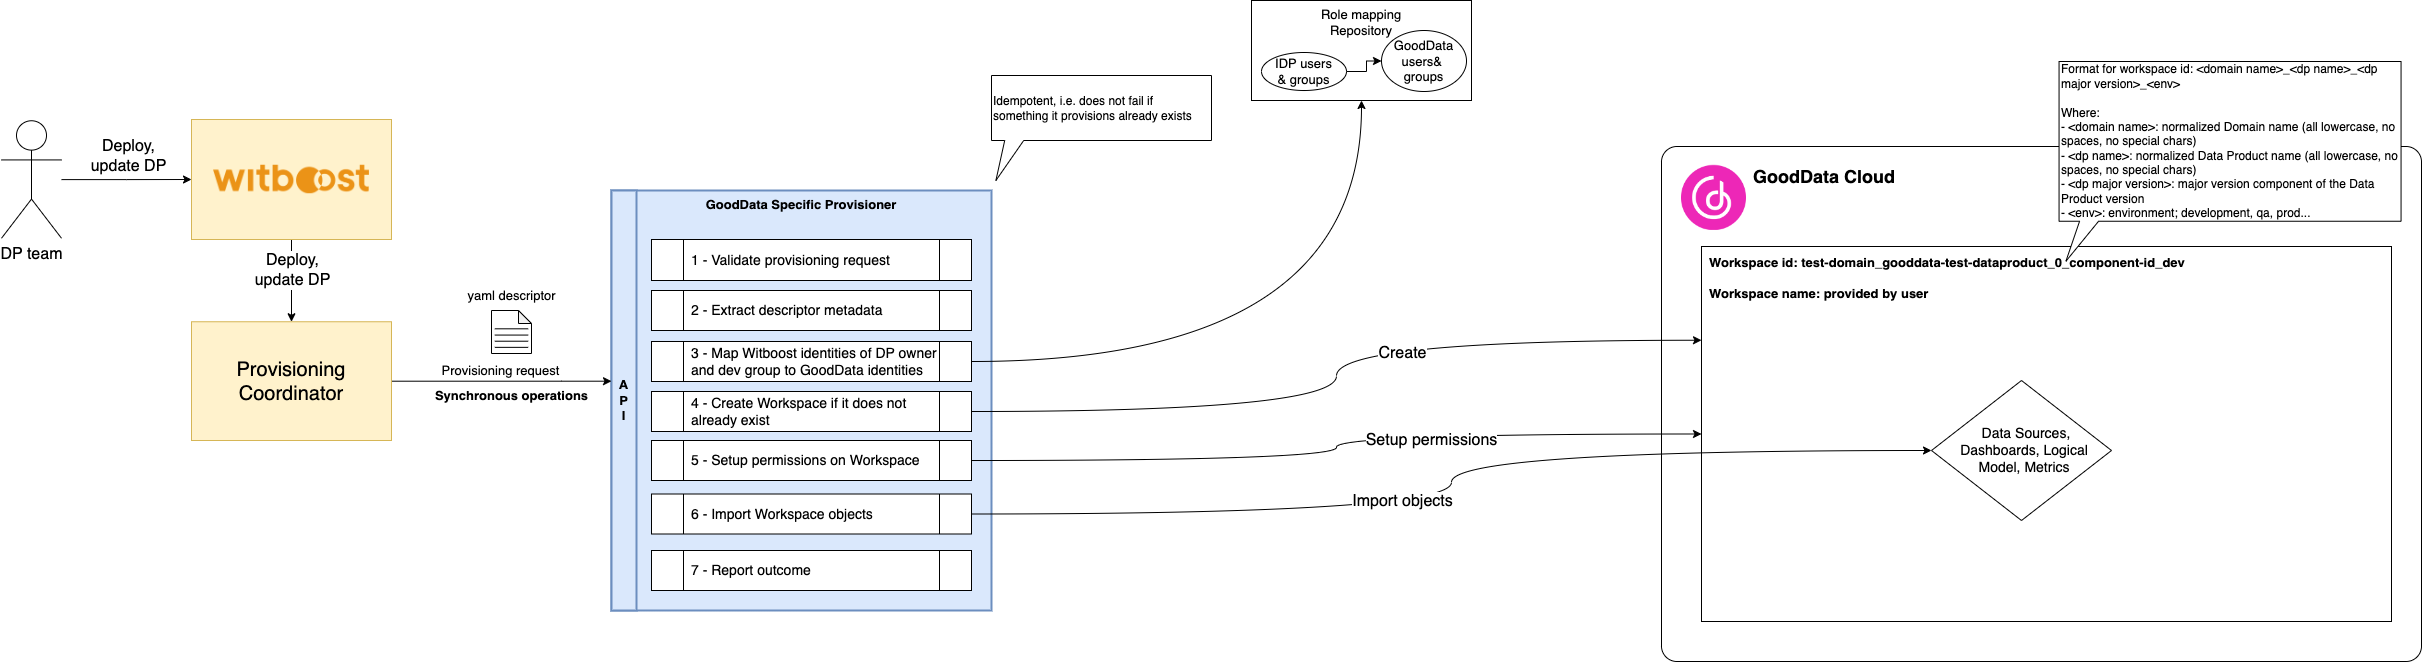 Role mapping
Repository
IDP users
& groups
GoodData
users&
groups
Idempotent, i.e. does not fail if
something it provisions already exists
Format for workspace id: <domain name>_<dp name>_<dp
major version>_<env>
Where:
- <domain name>: normalized Domain name (all lowercase, no
spaces, no special chars)
- <dp name>: normalized Data Product name (all lowercase, no
spaces, no special chars)
- <dp major version>: major version component of the Data
Product version
- <env>: environment; development, qa, prod...
DP team
Deploy,
update DP
witboost
Deploy,
update DP
Provisioning
Coordinator
yaml descriptor
Provisioning request
Synchronous operations
A
P
I
GoodData Specific Provisioner
1 - Validate provisioning request
2 - Extract descriptor metadata
3 - Map Witboost identities of DP owner
and dev group to GoodData identities
4 - Create Workspace if it does not
already exist
5 - Setup permissions on Workspace
6 - Import Workspace objects
7 - Report outcome
Create
Setup permissions
Import objects
GoodData Cloud
Workspace id: test-domain_gooddata-test-dataproduct_0_component-id_dev
Workspace name: provided by user
Data Sources,
Dashboards, Logical
Model, Metrics